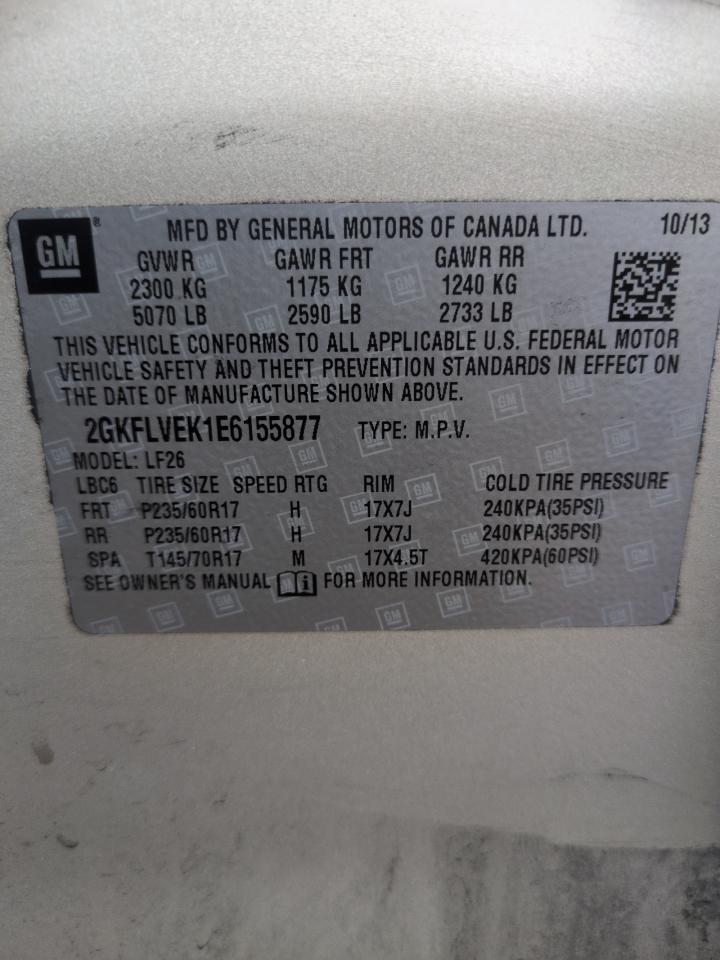 GM ® MFD BY GENERAL MOTORS OF CANADA LTD. 10/13
GVWR GAWR FRT GAWR RR
2300 KG 1175 KG 1240 KG
5070 LB 2590 LB 2733 LB
THIS VEHICLE CONFORMS TO ALL APPLICABLE U.S. FEDERAL MOTOR
VEHICLE SAFETY AND THEFT PREVENTION STANDARDS IN EFFECT ON
THE DATE OF MANUFACTURE SHOWN ABOVE.
2GKFLVEK1E6155877 TYPE: M.P.V.
MODEL: LF26
LBC6 TIRE SIZE SPEED RTG RIM COLD TIRE PRESSURE
FRT P235/60R17 H 17X7J 240KPA(35PSI)
RR P235/60R17 H 17X7J 240KPA(35PSI)
SPA T145/70R17 M 17X4.5T 420KPA(60PSI)
SEE OWNER'S MANUAL i FOR MORE INFORMATION.